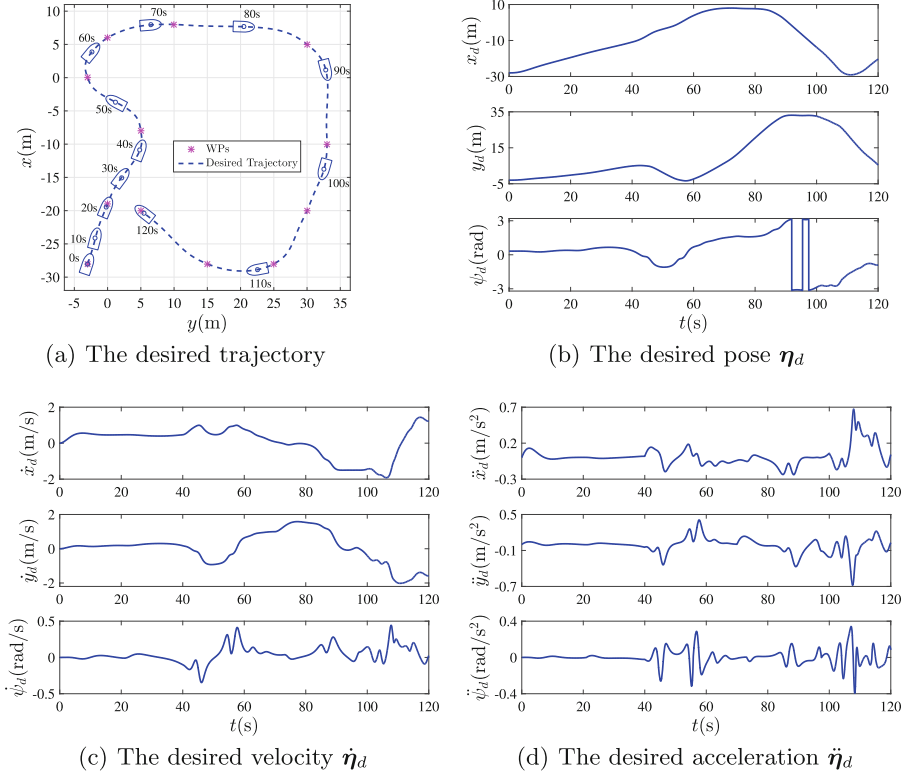 10
5
0
-5
-10
-15
-20
-25
-30
x(m)
-5 0 5 10 15 20 25 30 35
y(m)
0s
10s
20s
30s
40s
50s
60s
70s
80s
90s
100s
110s
120s
WPs
Desired Trajectory
(a) The desired trajectory
x_d(m)
10
-10
-30
0 20 40 60 80 100 120
y_d(m)
35
15
-5
0 20 40 60 80 100 120
ψ_d(rad)
3
0
-3
0 20 40 60 80 100 120
t(s)
(b) The desired pose η_d
ẋ_d(m/s)
2
0
-2
0 20 40 60 80 100 120
ẏ_d(m/s)
2
0
-2
0 20 40 60 80 100 120
ψ̇_d(rad/s)
0.5
0
-0.5
0 20 40 60 80 100 120
t(s)
(c) The desired velocity η̇_d
ẍ_d(m/s²)
0.7
0.2
-0.3
0 20 40 60 80 100 120
ÿ_d(m/s²)
0.5
-0.1
-0.7
0 20 40 60 80 100 120
ψ̈_d(rad/s²)
0.4
0
-0.4
0 20 40 60 80 100 120
t(s)
(d) The desired acceleration η̈_d